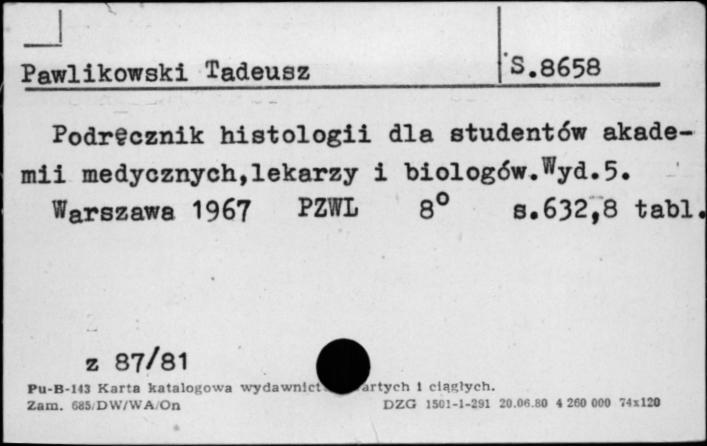 Pawlikowski Tadeusz S.8658
Podręcznik histologii dla studentów akade-
mii medycznych,lekarzy i biologów.Wyd.5.
Warszawa 1967 PZWL 8° s.632,8 tabl.
z 87/81
Pu-B-143 Karta katalogowa i ciągłych.
Zam. 685/DW/WA/On DZG 1501-1-291 20.06.80 4 260 000 74x120